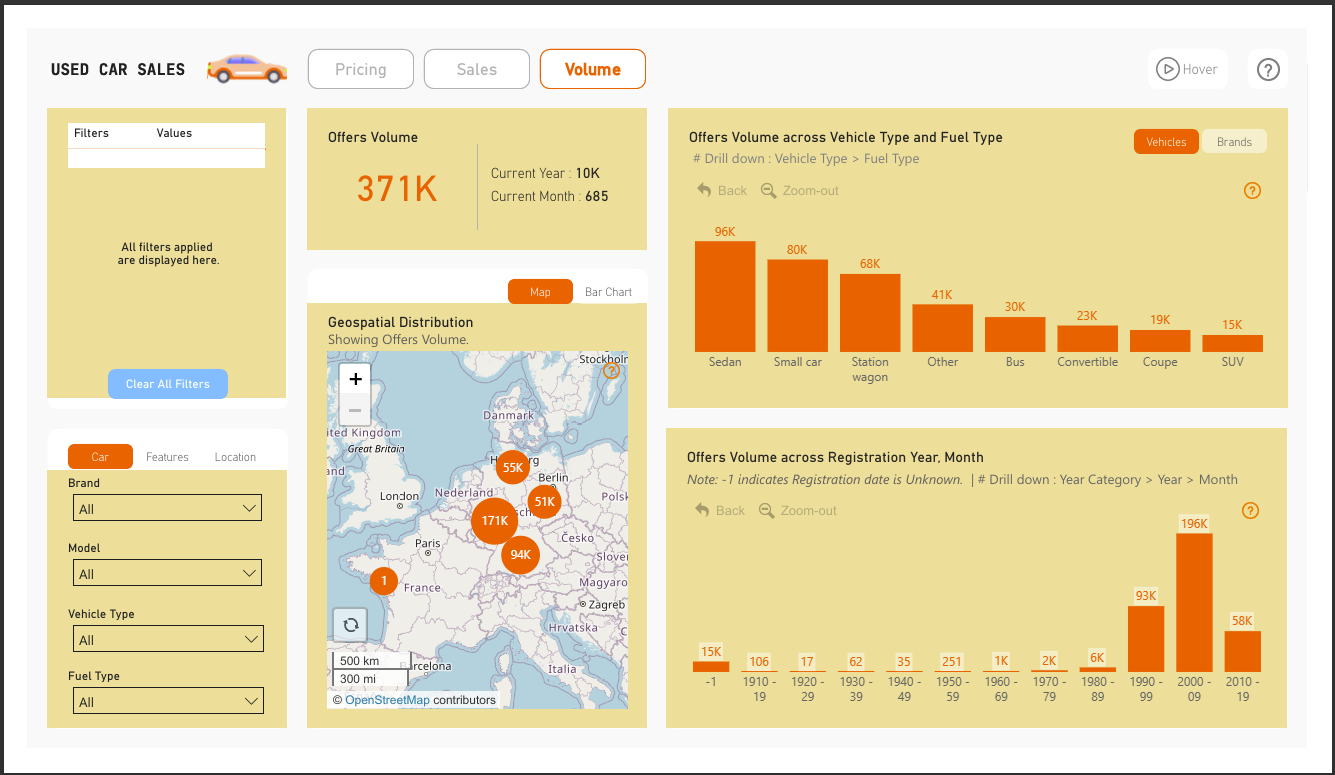 USED CAR SALES
Pricing
Sales
Volume
Hover
?
Filters Values
All filters applied
are displayed here.
Clear All Filters
Car Features Location
Brand
All
Model
All
Vehicle Type
All
Fuel Type
All
Offers Volume
371K
Current Year : 10K
Current Month : 685
Map Bar Chart
Geospatial Distribution
Showing Offers Volume.
Stockholm
?
+
−
Danmark
ited Kingdom
Great Britain
and
55K
Berlin
London
Nederland
51K
Polsk
171K
Paris
Česko
94K
Sloven
1
France
Magyaro
Zagreb
Hrvatska
500 km
300 mi
Barcelona
Italia
© OpenStreetMap contributors
Offers Volume across Vehicle Type and Fuel Type
Vehicles Brands
# Drill down : Vehicle Type > Fuel Type
Back Zoom-out
?
96K
80K
68K
41K
30K
23K
19K
15K
Sedan Small car Station Other Bus Convertible Coupe SUV
wagon
Offers Volume across Registration Year, Month
Note: -1 indicates Registration date is Unknown. | # Drill down : Year Category > Year > Month
Back Zoom-out
?
196K
93K
58K
15K 106 17 62 35 251 1K 2K 6K
-1 1910 - 1920 - 1930 - 1940 - 1950 - 1960 - 1970 - 1980 - 1990 - 2000 - 2010 -
19 29 39 49 59 69 79 89 99 09 19